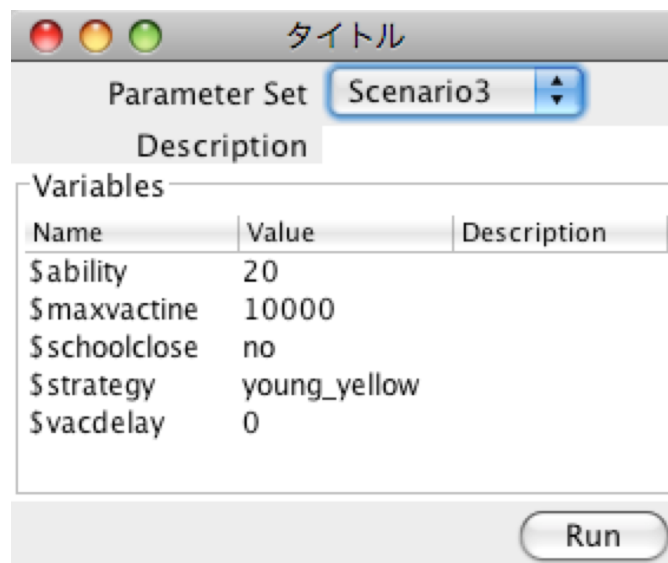 タイトル
Parameter Set Scenario3
Description
Variables
Name Value Description
$ability 20
$maxvactine 10000
$schoolclose no
$strategy young_yellow
$vacdelay 0
Run